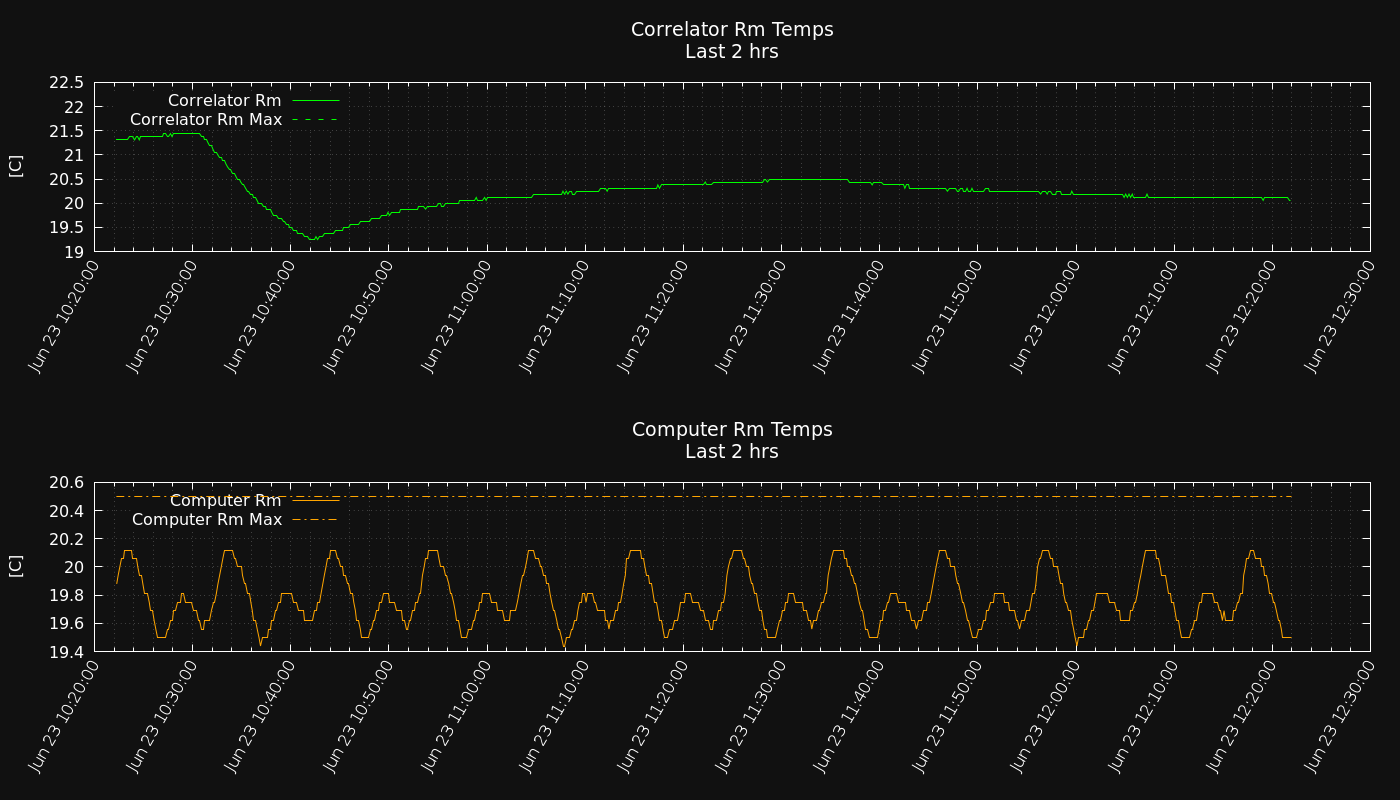 Correlator Rm Temps
Last 2 hrs
22.5
22
21.5
21
20.5
20
19.5
19
[C]
Correlator Rm
Correlator Rm Max
Jun 23 10:20:00
Jun 23 10:30:00
Jun 23 10:40:00
Jun 23 10:50:00
Jun 23 11:00:00
Jun 23 11:10:00
Jun 23 11:20:00
Jun 23 11:30:00
Jun 23 11:40:00
Jun 23 11:50:00
Jun 23 12:00:00
Jun 23 12:10:00
Jun 23 12:20:00
Jun 23 12:30:00
Computer Rm Temps
Last 2 hrs
20.6
20.4
20.2
20
19.8
19.6
19.4
[C]
Computer Rm
Computer Rm Max
Jun 23 10:20:00
Jun 23 10:30:00
Jun 23 10:40:00
Jun 23 10:50:00
Jun 23 11:00:00
Jun 23 11:10:00
Jun 23 11:20:00
Jun 23 11:30:00
Jun 23 11:40:00
Jun 23 11:50:00
Jun 23 12:00:00
Jun 23 12:10:00
Jun 23 12:20:00
Jun 23 12:30:00